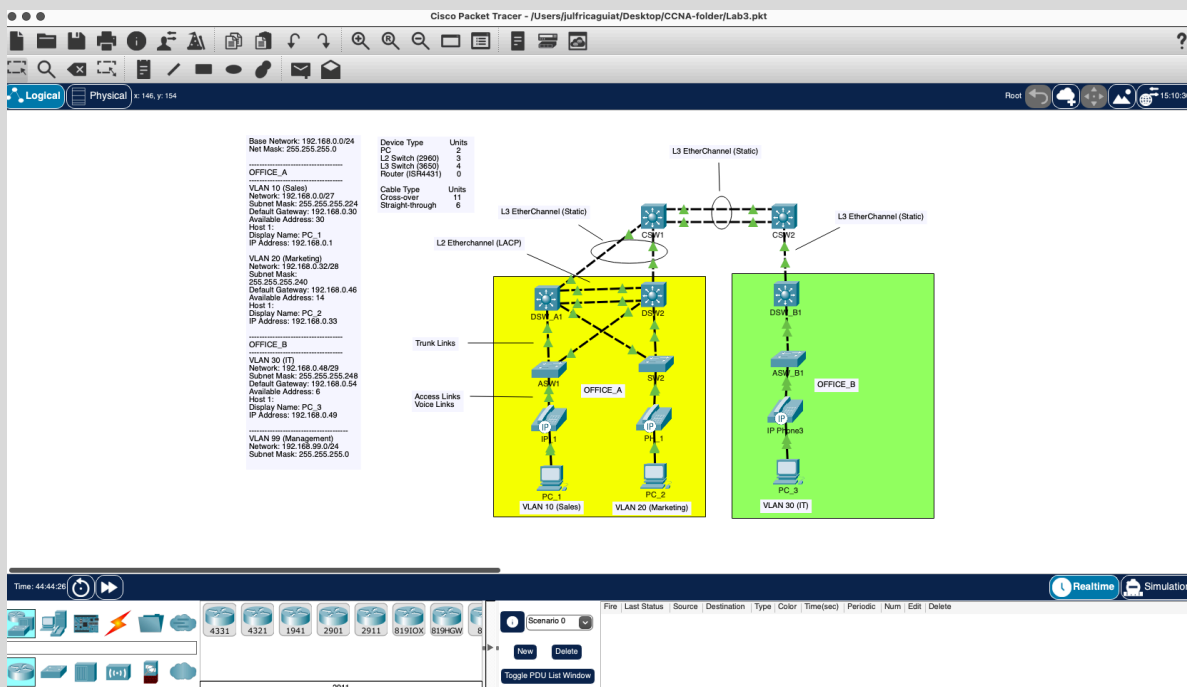 Cisco Packet Tracer - /Users/julfricaguiat/Desktop/CCNA-folder/Lab3.pkt
?
Logical
Physical
x: 146, y: 154
Root
15:10:30
Base Network: 192.168.0.0/24
Net Mask: 255.255.255.0
-----------------------------------
OFFICE_A
-----------------------------------
VLAN 10 (Sales)
Network: 192.168.0.0/27
Subnet Mask: 255.255.255.224
Default Gateway: 192.168.0.30
Available Address: 30
Host 1:
Display Name: PC_1
IP Address: 192.168.0.1
VLAN 20 (Marketing)
Network: 192.168.0.32/28
Subnet Mask:
255.255.255.240
Default Gateway: 192.168.0.46
Available Address: 14
Host 1:
Display Name: PC_2
IP Address: 192.168.0.33
-----------------------------------
OFFICE_B
-----------------------------------
VLAN 30 (IT)
Network: 192.168.0.48/29
Subnet Mask: 255.255.255.248
Default Gateway: 192.168.0.54
Available Address: 6
Host 1:
Display Name: PC_3
IP Address: 192.168.0.49
-------------------------------------
VLAN 99 (Management)
Network: 192.168.99.0/24
Subnet Mask: 255.255.255.0
Device Type Units
PC 2
L2 Switch (2960) 3
L3 Switch (3650) 4
Router (ISR4431) 0
Cable Type Units
Cross-over 11
Straight-through 6
L3 EtherChannel (Static)
L3 EtherChannel (Static)
L3 EtherChannel (Static)
L2 Etherchannel (LACP)
CSW1
CSW2
DSW_A1
DSW2
DSW_B1
Trunk Links
ASW1
SW2
ASW_B1
OFFICE_A
OFFICE_B
Access Links
Voice Links
IP
IP
IP
IP_1
PH_1
IP Phone3
PC_1
PC_2
PC_3
VLAN 10 (Sales)
VLAN 20 (Marketing)
VLAN 30 (IT)
Time: 44:44:26
Realtime
Simulation
4331
4321
1941
2901
2911
819IOX
819HGW
8
2911
Scenario 0
New
Delete
Toggle PDU List Window
Fire
Last Status
Source
Destination
Type
Color
Time(sec)
Periodic
Num
Edit
Delete